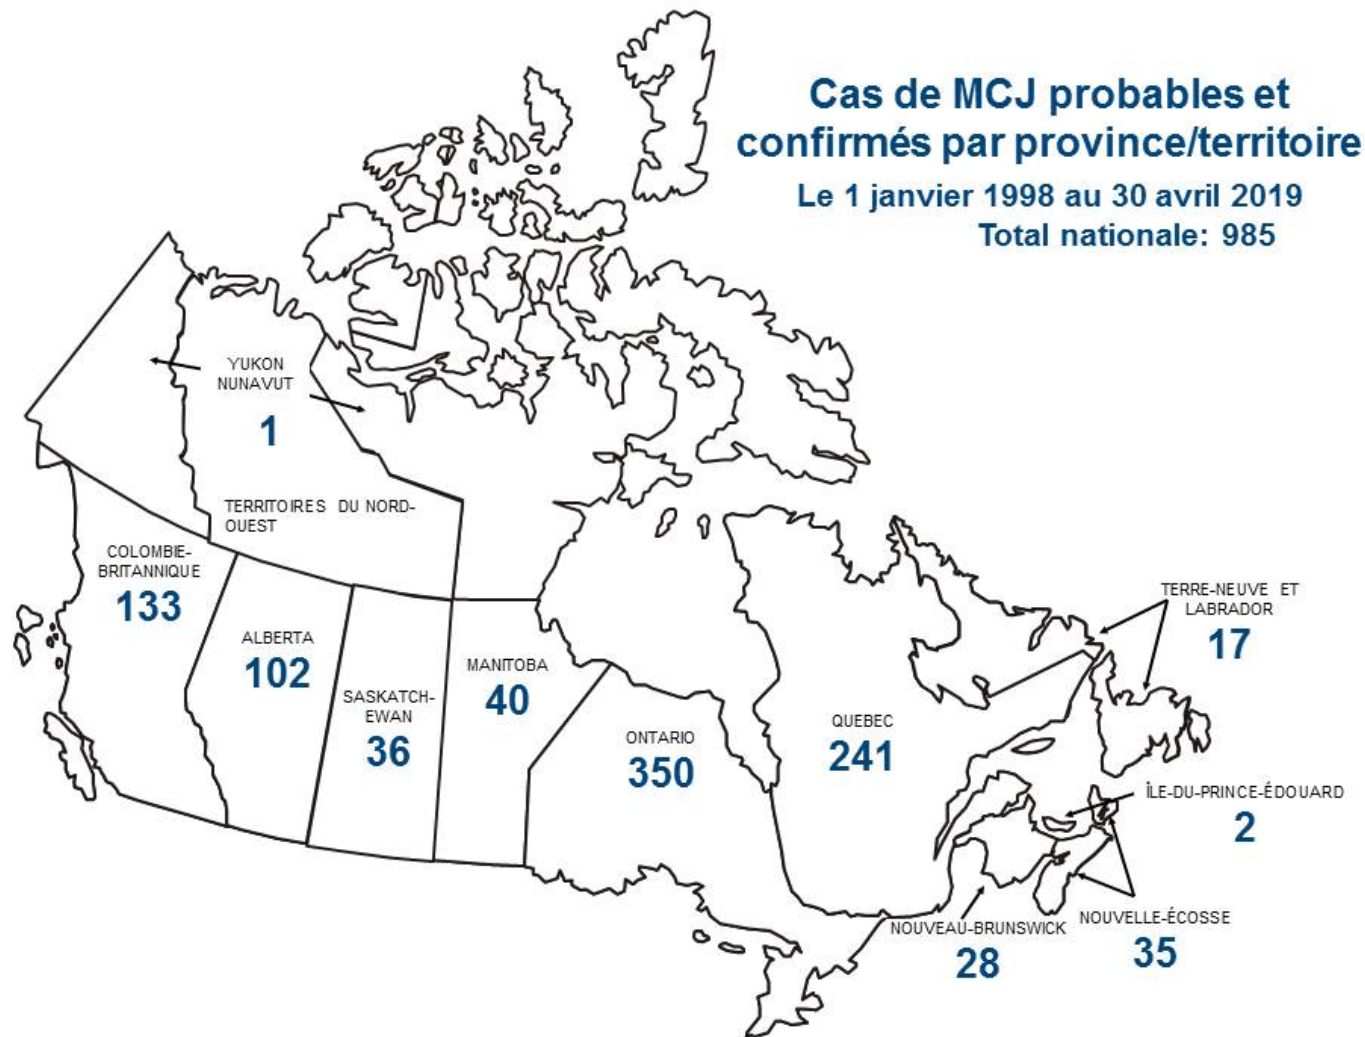 Cas de MCJ probables et
confirmés par province/territoire
Le 1 janvier 1998 au 30 avril 2019
Total nationale: 985
YUKON
NUNAVUT
1
TERRITOIRES DU NORD-
OUEST
COLOMBIE-
BRITANNIQUE
133
ALBERTA
102
SASKATCH-
EWAN
36
MANITOBA
40
ONTARIO
350
QUEBEC
241
TERRE-NEUVE ET
LABRADOR
17
ÎLE-DU-PRINCE-ÉDOUARD
2
NOUVEAU-BRUNSWICK
28
NOUVELLE-ÉCOSSE
35